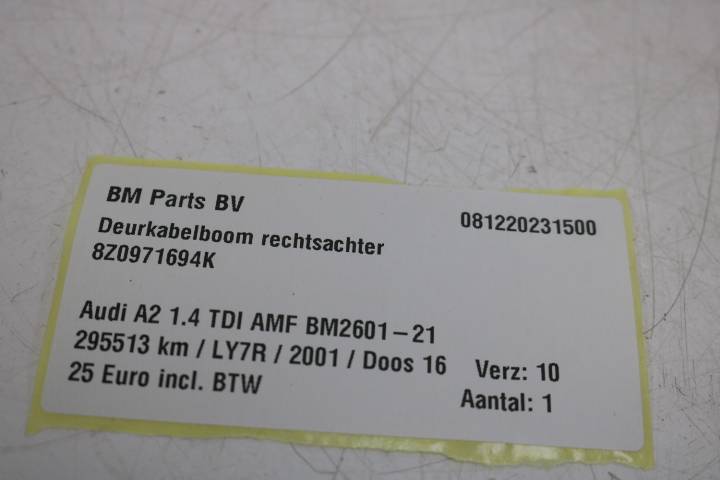 BM Parts BV
081220231500
Deurkabelboom rechtsachter
8Z0971694K
Audi A2 1.4 TDI AMF BM2601-21
295513 km / LY7R / 2001 / Doos 16 Verz: 10
25 Euro incl. BTW Aantal: 1